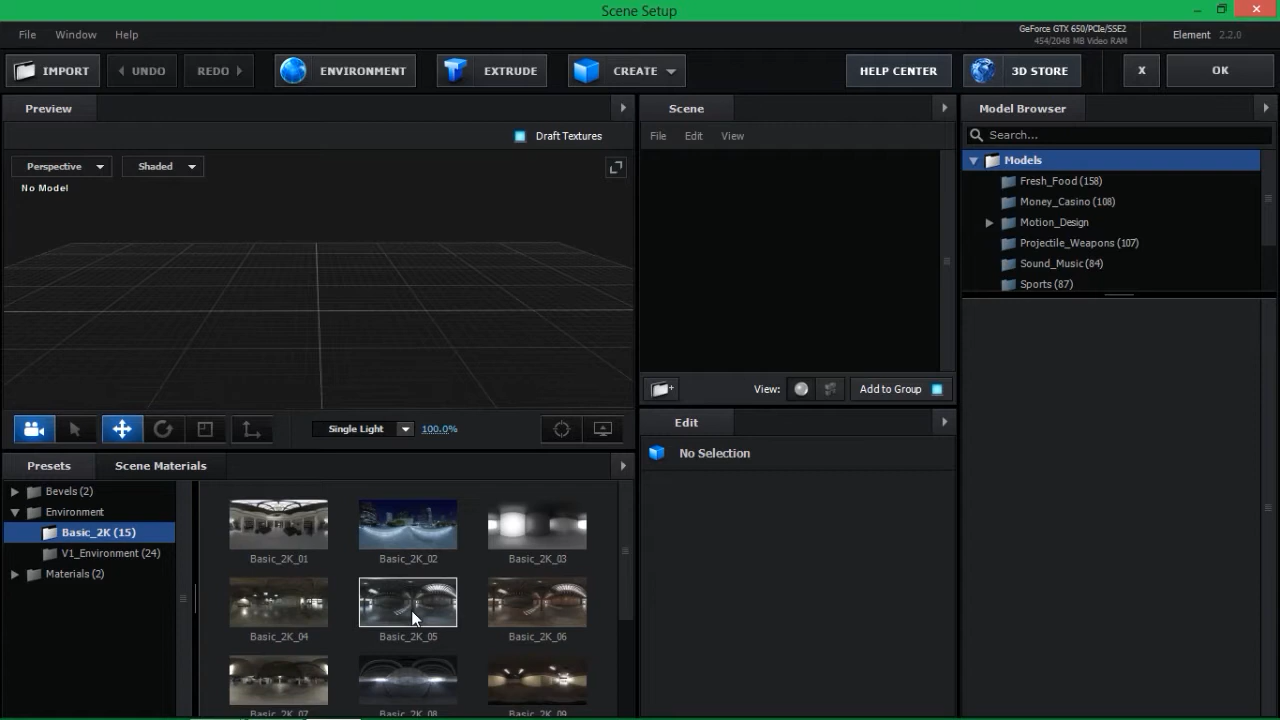 Scene Setup
File Window Help
GeForce GTX 650/PCIe/SSE2
454/2048 MB Video RAM
Element 2.2.0
IMPORT UNDO REDO ENVIRONMENT EXTRUDE CREATE HELP CENTER 3D STORE X OK
Preview
Draft Textures
Perspective Shaded
No Model
Single Light 100.0%
Scene
File Edit View
View: Add to Group
Edit
No Selection
Model Browser
Search...
Models
Fresh_Food (158)
Money_Casino (108)
Motion_Design
Projectile_Weapons (107)
Sound_Music (84)
Sports (87)
Presets Scene Materials
Bevels (2)
Environment
Basic_2K (15)
V1_Environment (24)
Materials (2)
Basic_2K_01 Basic_2K_02 Basic_2K_03
Basic_2K_04 Basic_2K_05 Basic_2K_06
Basic_2K_07 Basic_2K_08 Basic_2K_09